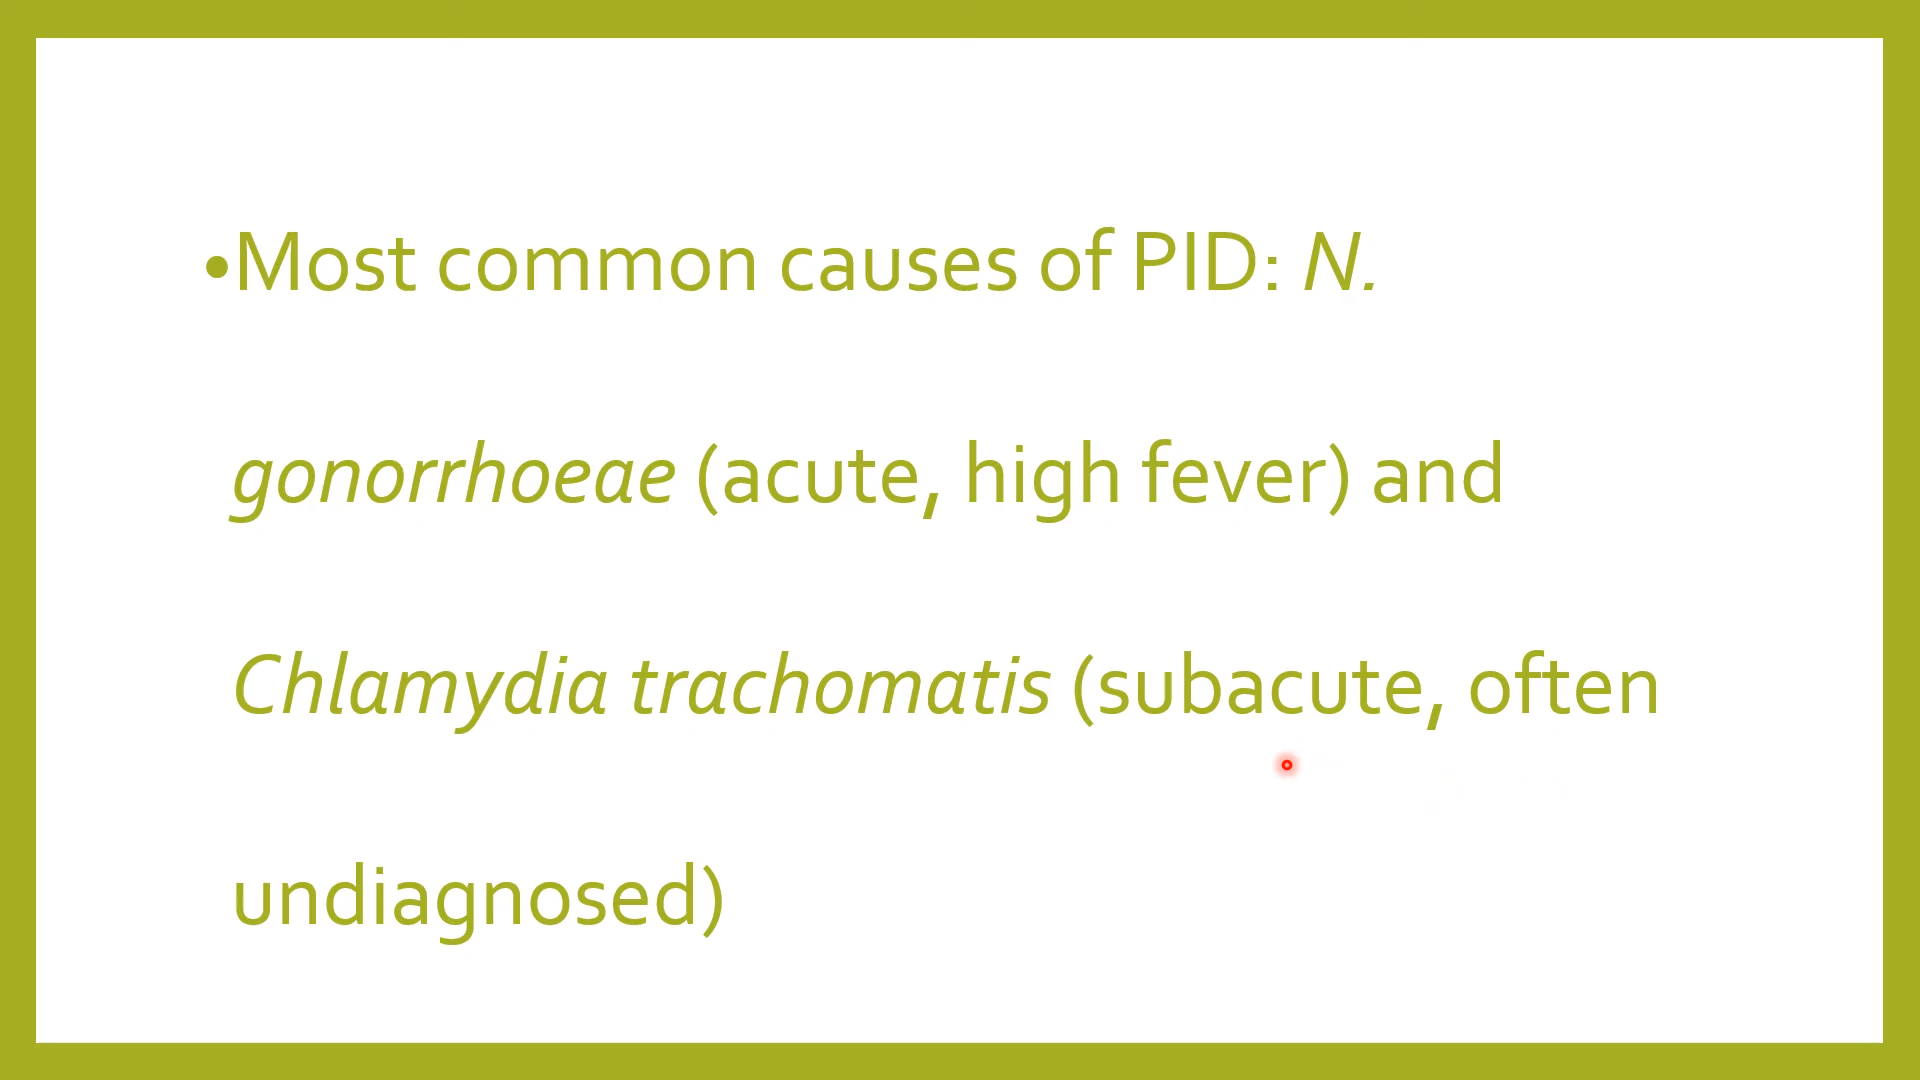 •Most common causes of PID: N.
gonorrhoeae (acute, high fever) and
Chlamydia trachomatis (subacute, often
undiagnosed)